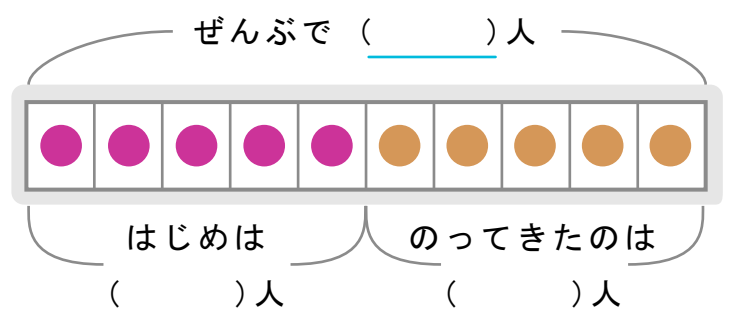 ぜんぶで（　　　）人
はじめは　のってきたのは
（　　　）人　（　　　）人